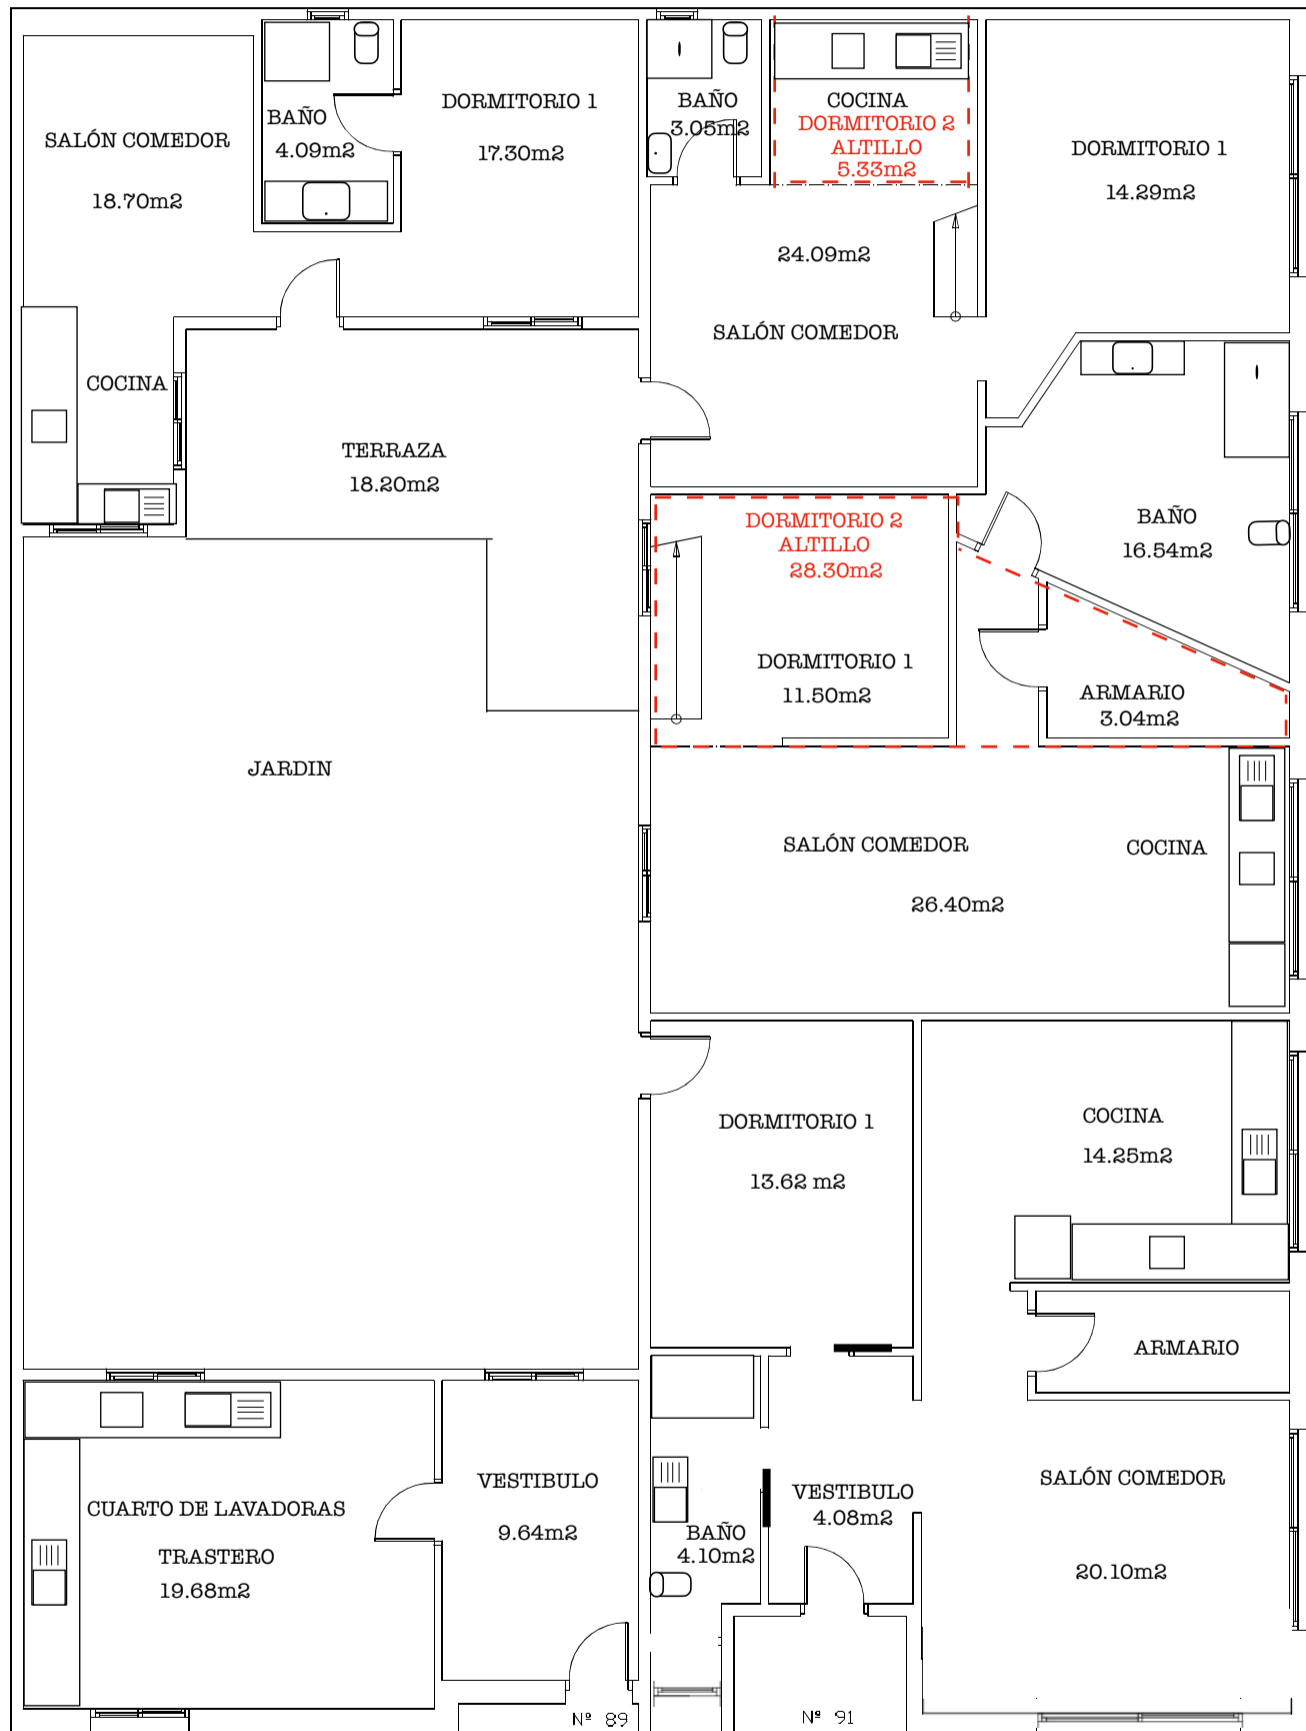 SALÓN COMEDOR
18.70m2
BAÑO
4.09m2
DORMITORIO 1
17.30m2
BAÑO
3.05m2
COCINA
DORMITORIO 2
ALTILLO
5.33m2
DORMITORIO 1
14.29m2
24.09m2
SALÓN COMEDOR
COCINA
TERRAZA
18.20m2
DORMITORIO 2
ALTILLO
28.30m2
BAÑO
16.54m2
DORMITORIO 1
11.50m2
ARMARIO
3.04m2
JARDIN
SALÓN COMEDOR
COCINA
26.40m2
DORMITORIO 1
13.62 m2
COCINA
14.25m2
ARMARIO
CUARTO DE LAVADORAS
TRASTERO
19.68m2
VESTIBULO
9.64m2
BAÑO
4.10m2
VESTIBULO
4.08m2
SALÓN COMEDOR
20.10m2
Nº 89
Nº 91